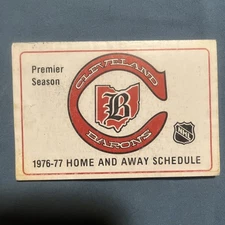 Premier
Season
CLEVELAND
B
BARONS
NHL
1976-77 HOME AND AWAY SCHEDULE